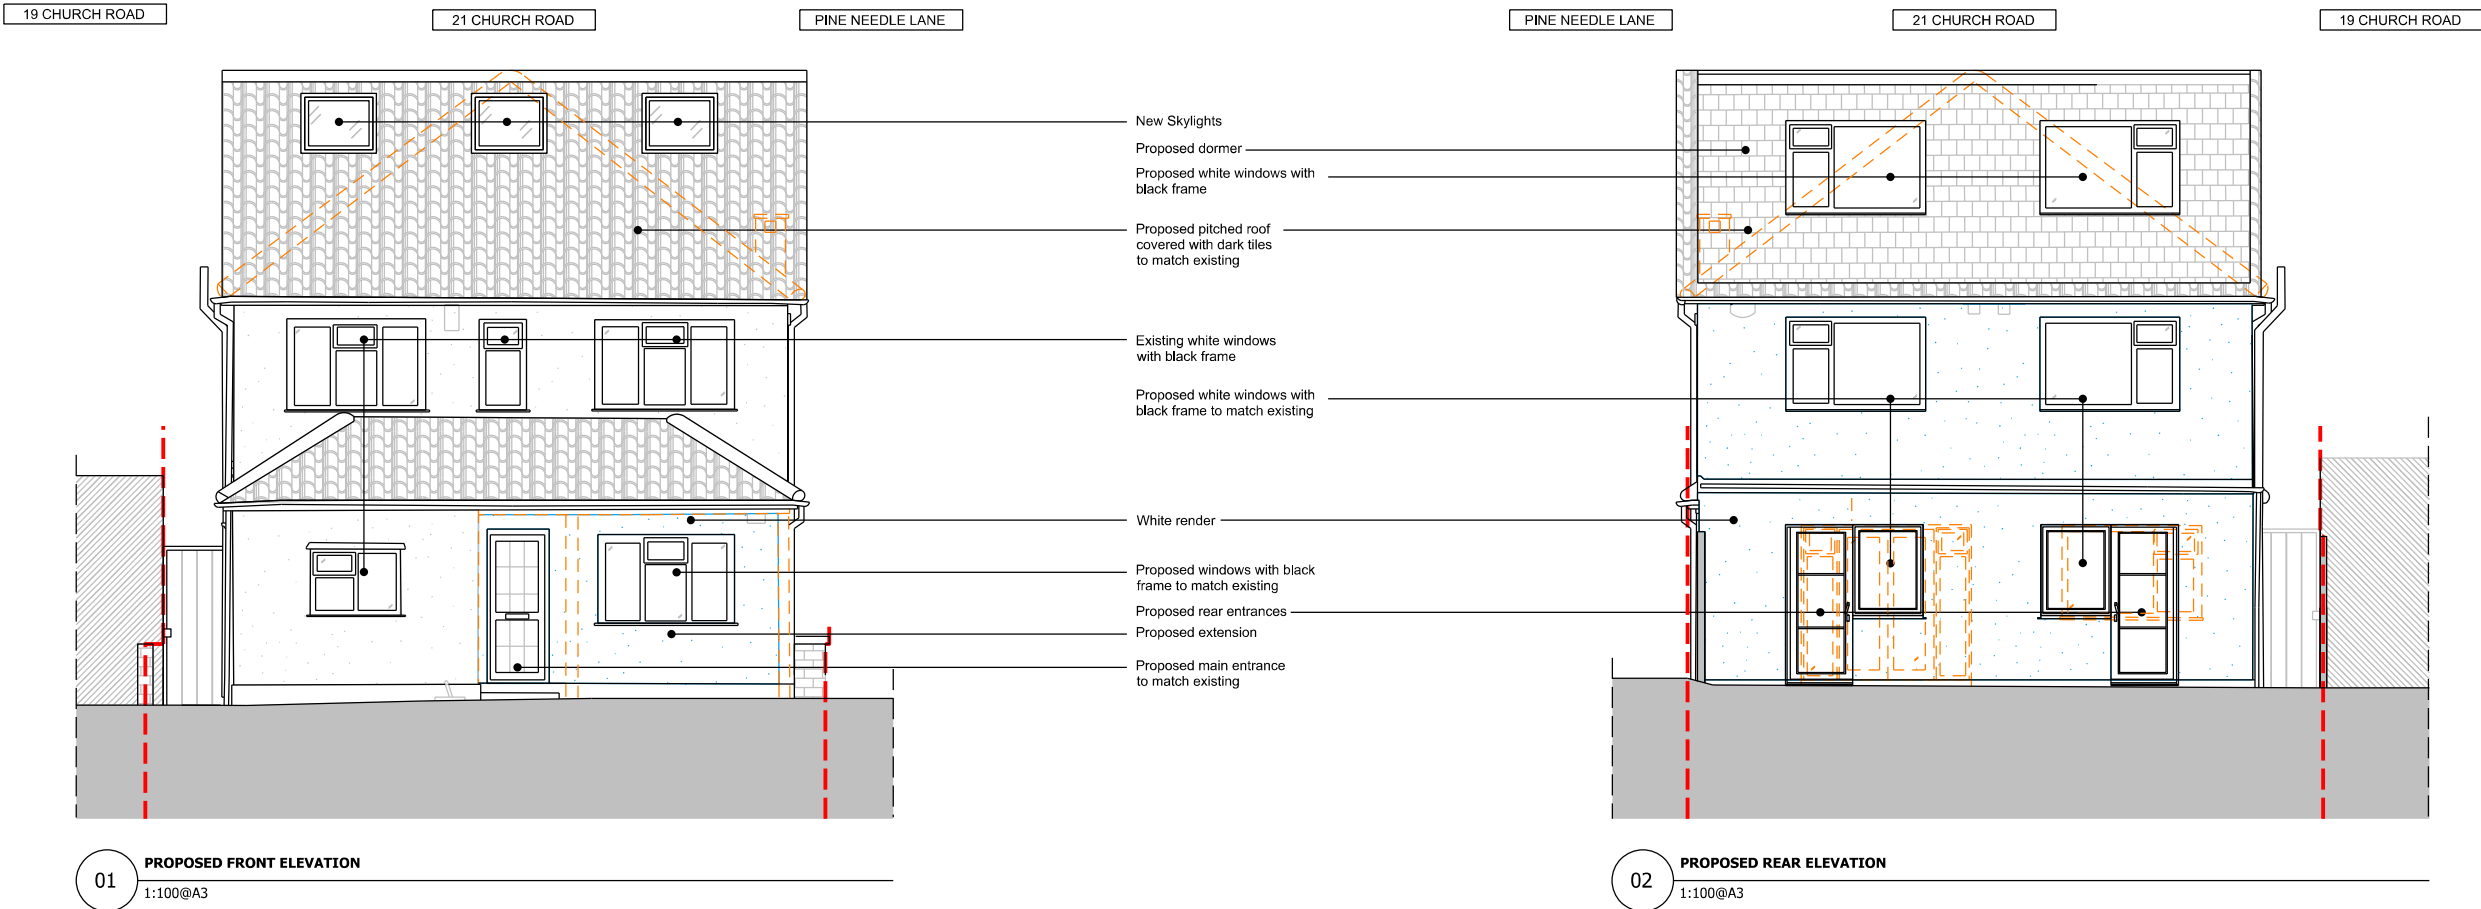 19 CHURCH ROAD
21 CHURCH ROAD
PINE NEEDLE LANE
PINE NEEDLE LANE
21 CHURCH ROAD
19 CHURCH ROAD
New Skylights
Proposed dormer
Proposed white windows with
black frame
Proposed pitched roof
covered with dark tiles
to match existing
Existing white windows
with black frame
Proposed white windows with
black frame to match existing
White render
Proposed windows with black
frame to match existing
Proposed rear entrances
Proposed extension
Proposed main entrance
to match existing
01
PROPOSED FRONT ELEVATION
1:100@A3
02
PROPOSED REAR ELEVATION
1:100@A3